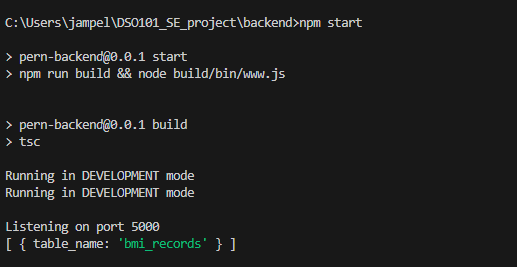 C:\Users\jampel\DSO101_SE_project\backend>npm start
> pern-backend@0.0.1 start
> npm run build && node build/bin/www.js
> pern-backend@0.0.1 build
> tsc
Running in DEVELOPMENT mode
Running in DEVELOPMENT mode
Listening on port 5000
[ { table_name: 'bmi_records' } ]